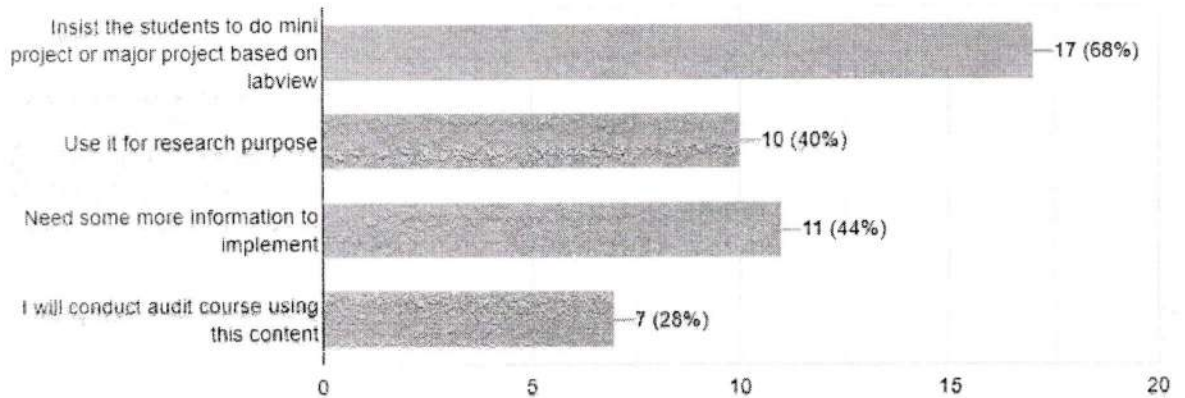 Insist the students to do mini
project or major project based on
labview
17 (68%)
Use it for research purpose
10 (40%)
Need some more information to
implement
11 (44%)
I will conduct audit course using
this content
7 (28%)
0
5
10
15
20